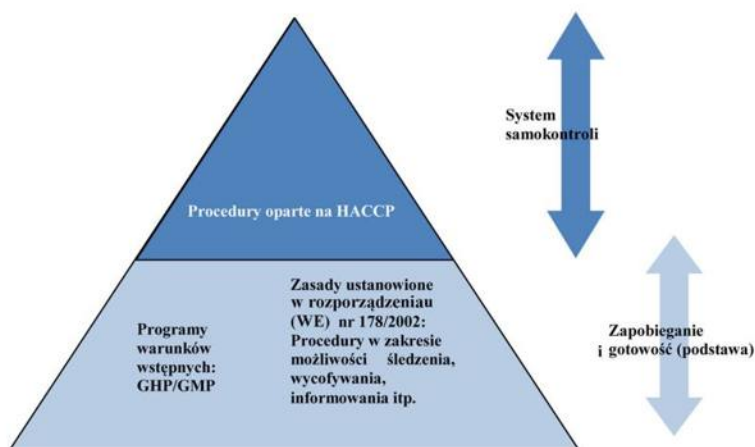 System
samokontroli
Procedury oparte na HACCP
Programy
warunków
wstępnych:
GHP/GMP
Zasady ustanowione
w rozporządzeniau
(WE) nr 178/2002:
Procedury w zakresie
możliwości śledzenia,
wycofywania,
informowania itp.
Zapobieganie
i gotowość (podstawa)